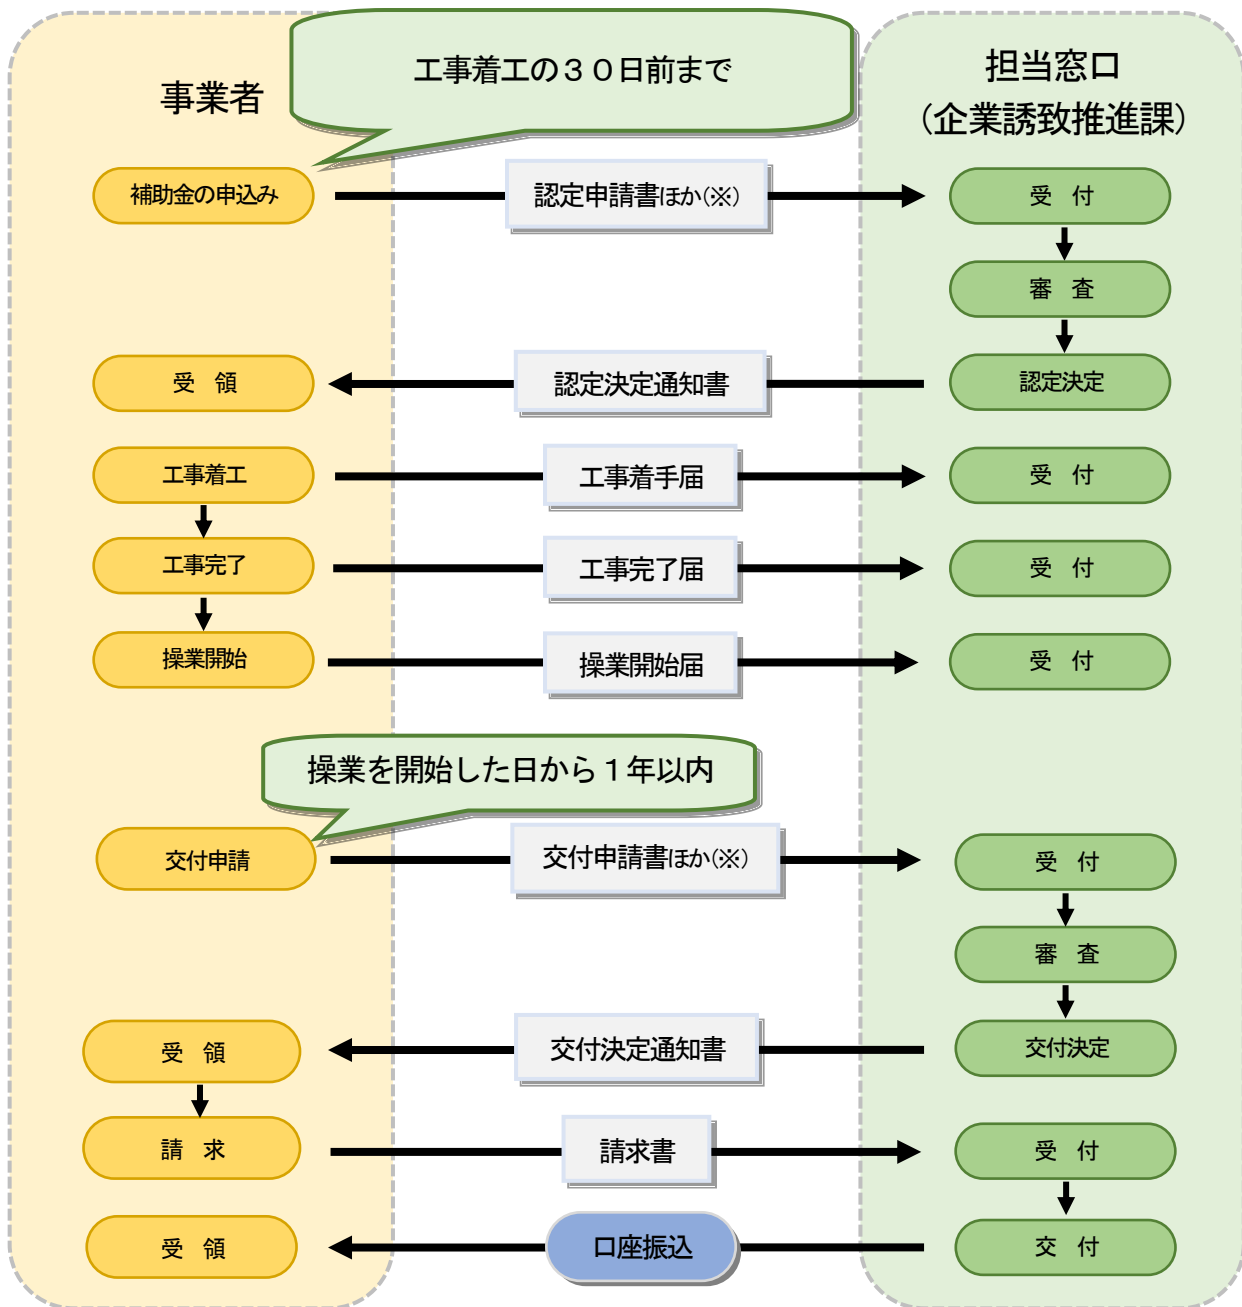 工事着工の３０日前まで
事業者
担当窓口
（企業誘致推進課）
補助金の申込み
認定申請書ほか（※）
受　付
審　査
受　領
認定決定通知書
認定決定
工事着工
工事着手届
受　付
工事完了
工事完了届
受　付
操業開始
操業開始届
受　付
操業を開始した日から１年以内
交付申請
交付申請書ほか（※）
受　付
審　査
受　領
交付決定通知書
交付決定
請　求
請求書
受　付
受　領
口座振込
交　付